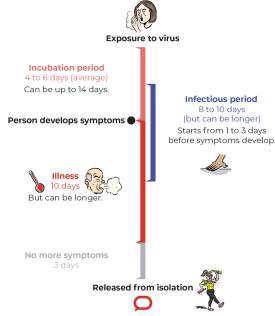 Exposure to virus
Incubation period
4 to 6 days (average)
Can be up to 14 days.
Infectious period
8 to 10 days
(but can be longer)
Starts from 1 to 3 days
before symptoms develop.
Person develops symptoms
Illness
10 days
But can be longer.
No more symptoms
3 days
Released from isolation